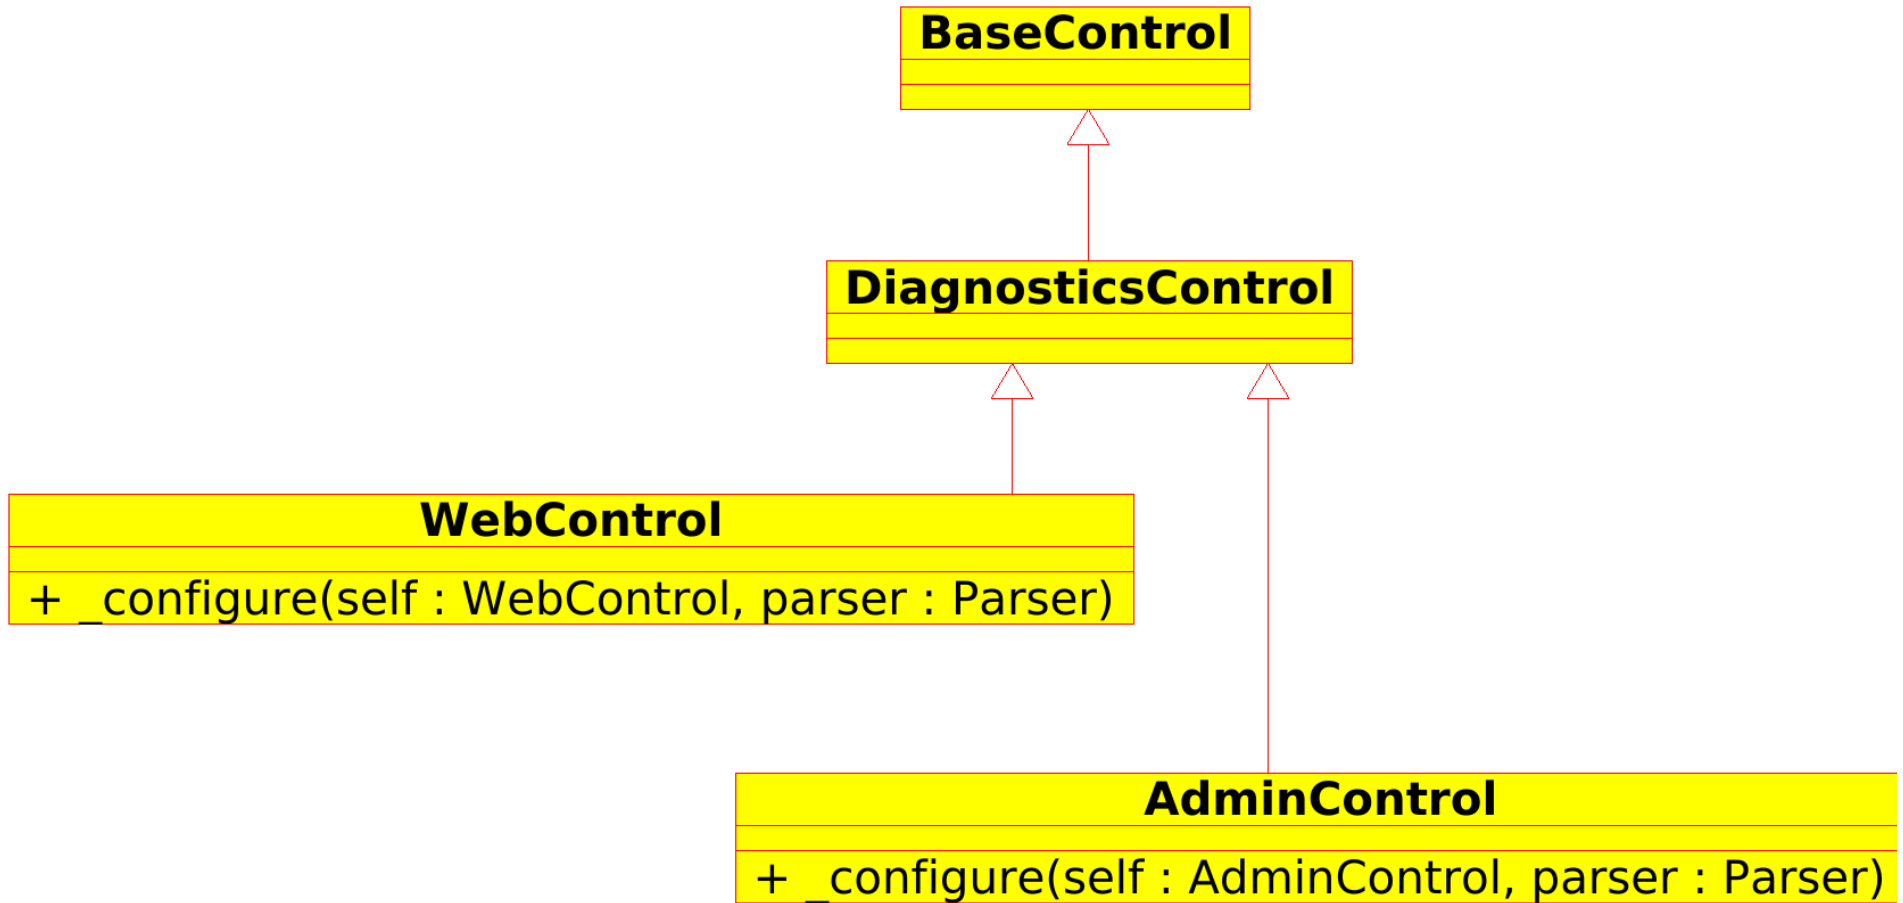 BaseControl
DiagnosticsControl
WebControl
+ _configure(self : WebControl, parser : Parser)
AdminControl
+ _configure(self : AdminControl, parser : Parser)